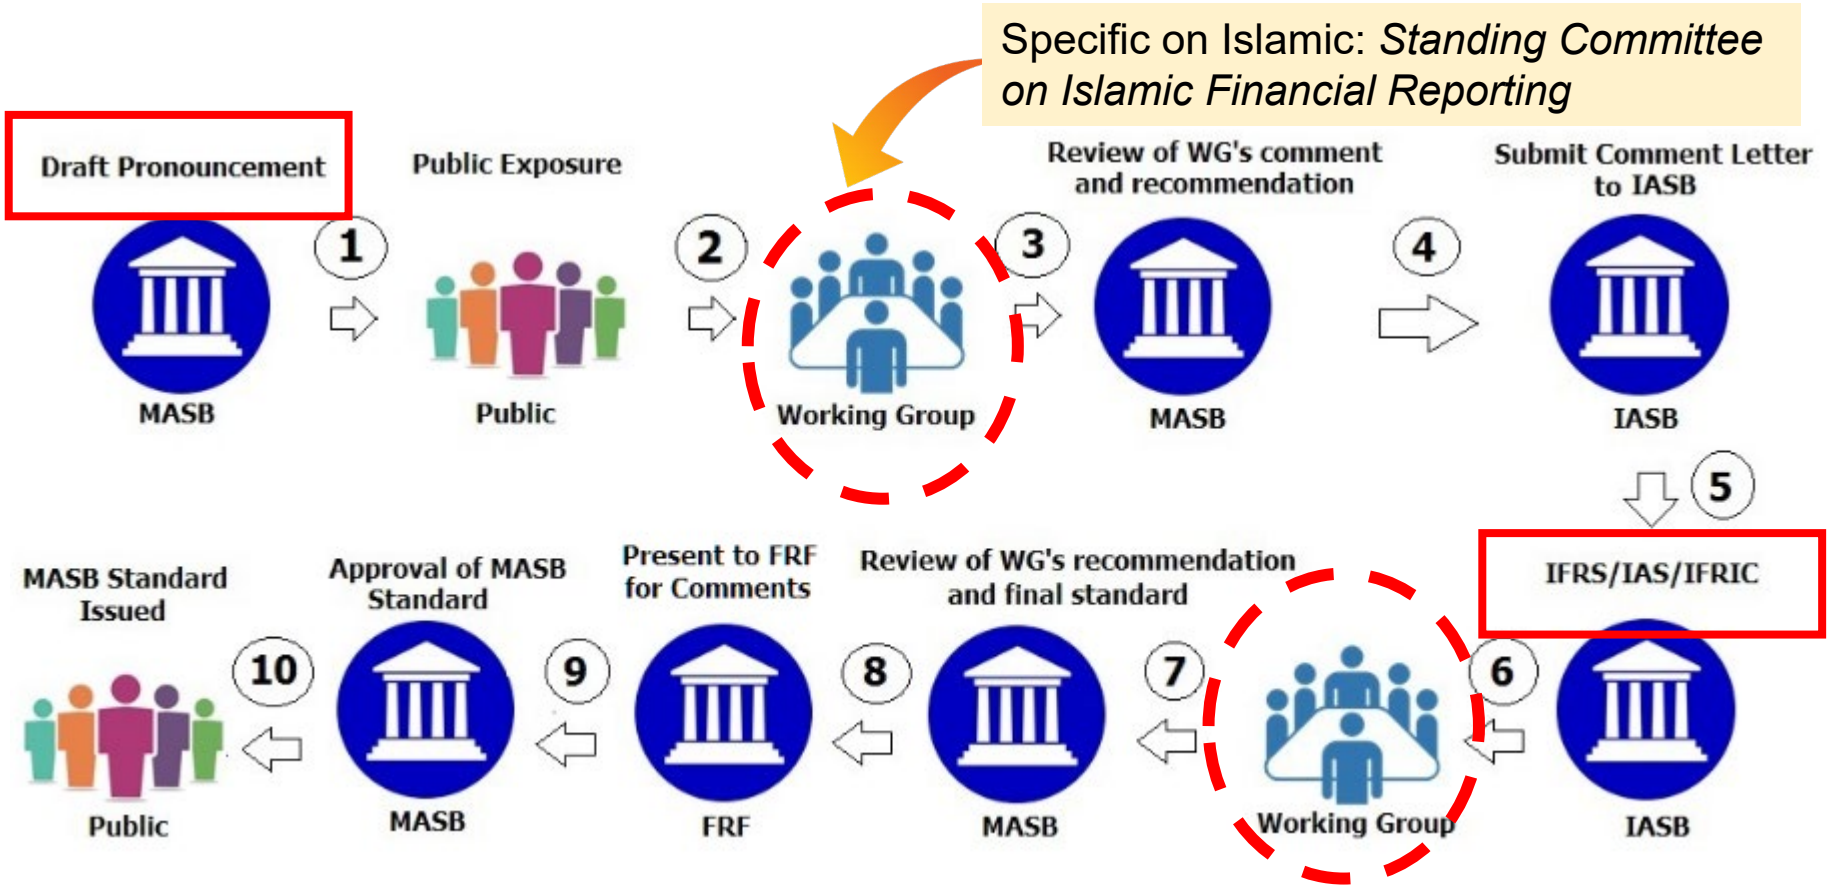 Specific on Islamic: Standing Committee
on Islamic Financial Reporting
Draft Pronouncement
MASB
1
Public Exposure
Public
2
Working Group
3
Review of WG's comment
and recommendation
MASB
4
Submit Comment Letter
to IASB
IASB
5
IFRS/IAS/IFRIC
IASB
6
Working Group
7
Review of WG's recommendation
and final standard
MASB
8
Present to FRF
for Comments
FRF
9
Approval of MASB
Standard
MASB
10
MASB Standard
Issued
Public